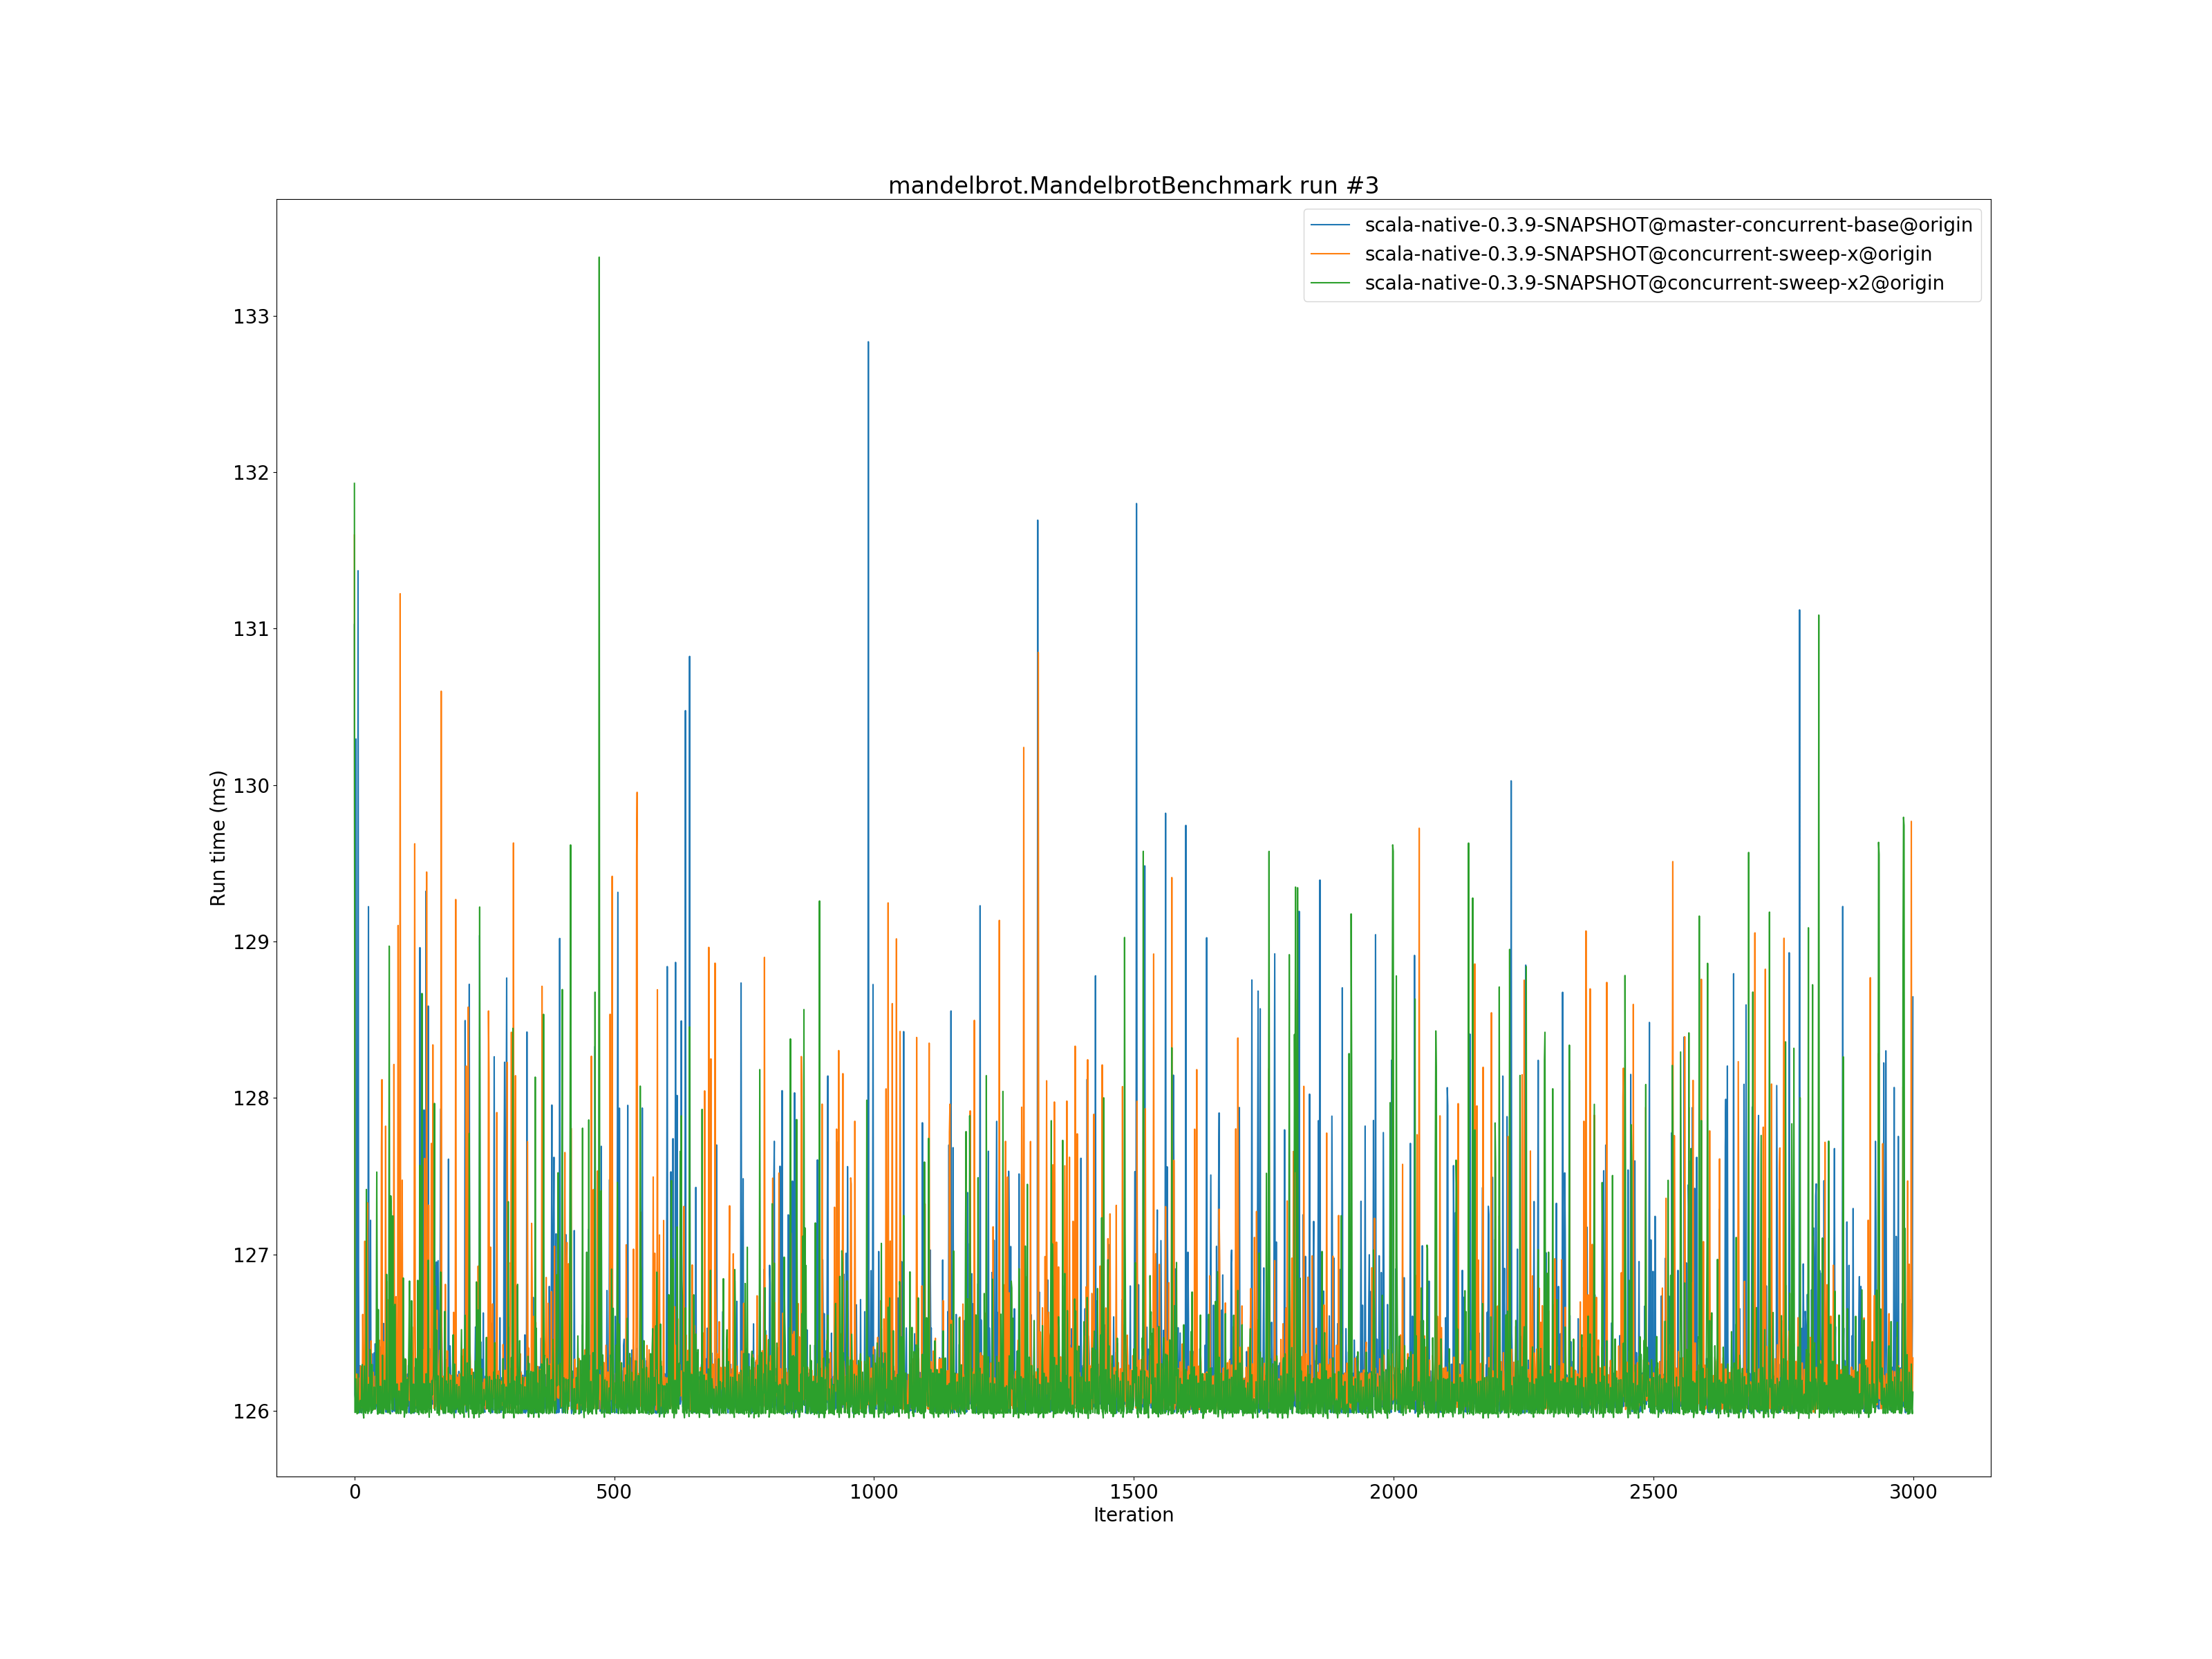 mandelbrot.MandelbrotBenchmark run #3
scala-native-0.3.9-SNAPSHOT@master-concurrent-base@origin
scala-native-0.3.9-SNAPSHOT@concurrent-sweep-x@origin
scala-native-0.3.9-SNAPSHOT@concurrent-sweep-x2@origin
133
132
131
130
129
128
127
126
Run time (ms)
0 500 1000 1500 2000 2500 3000
Iteration